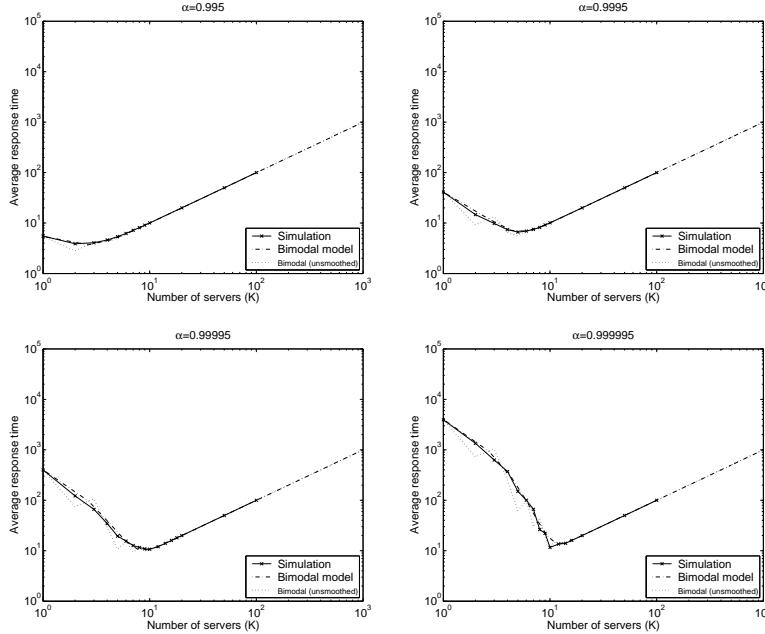 α=0.995
10^5
10^4
10^3
10^2
10^1
10^0
Average response time
10^0
10^1
10^2
10^3
Number of servers (K)
Simulation
Bimodal model
Bimodal (unsmoothed)
α=0.9995
10^5
10^4
10^3
10^2
10^1
10^0
Average response time
10^0
10^1
10^2
10^3
Number of servers (K)
Simulation
Bimodal model
Bimodal (unsmoothed)
α=0.99995
10^5
10^4
10^3
10^2
10^1
10^0
Average response time
10^0
10^1
10^2
10^3
Number of servers (K)
Simulation
Bimodal model
Bimodal (unsmoothed)
α=0.999995
10^5
10^4
10^3
10^2
10^1
10^0
Average response time
10^0
10^1
10^2
10^3
Number of servers (K)
Simulation
Bimodal model
Bimodal (unsmoothed)